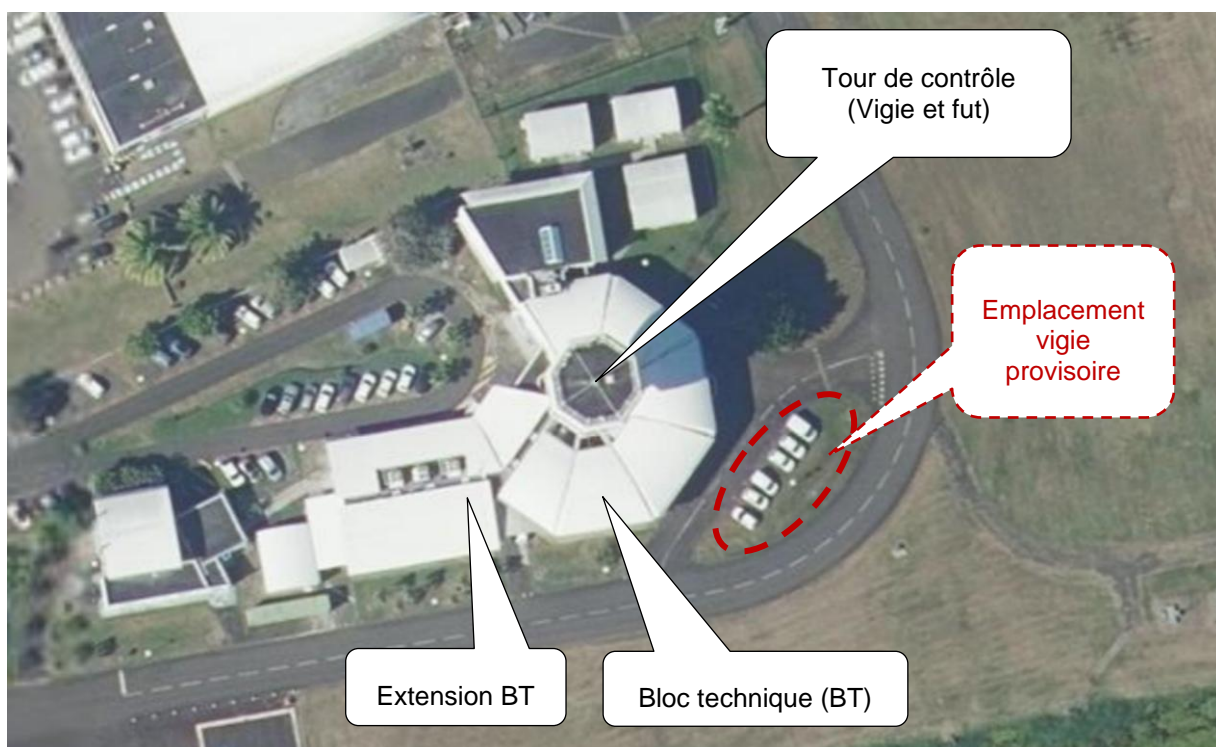 Tour de contrôle
(Vigie et fut)
Emplacement
vigie
provisoire
Extension BT
Bloc technique (BT)